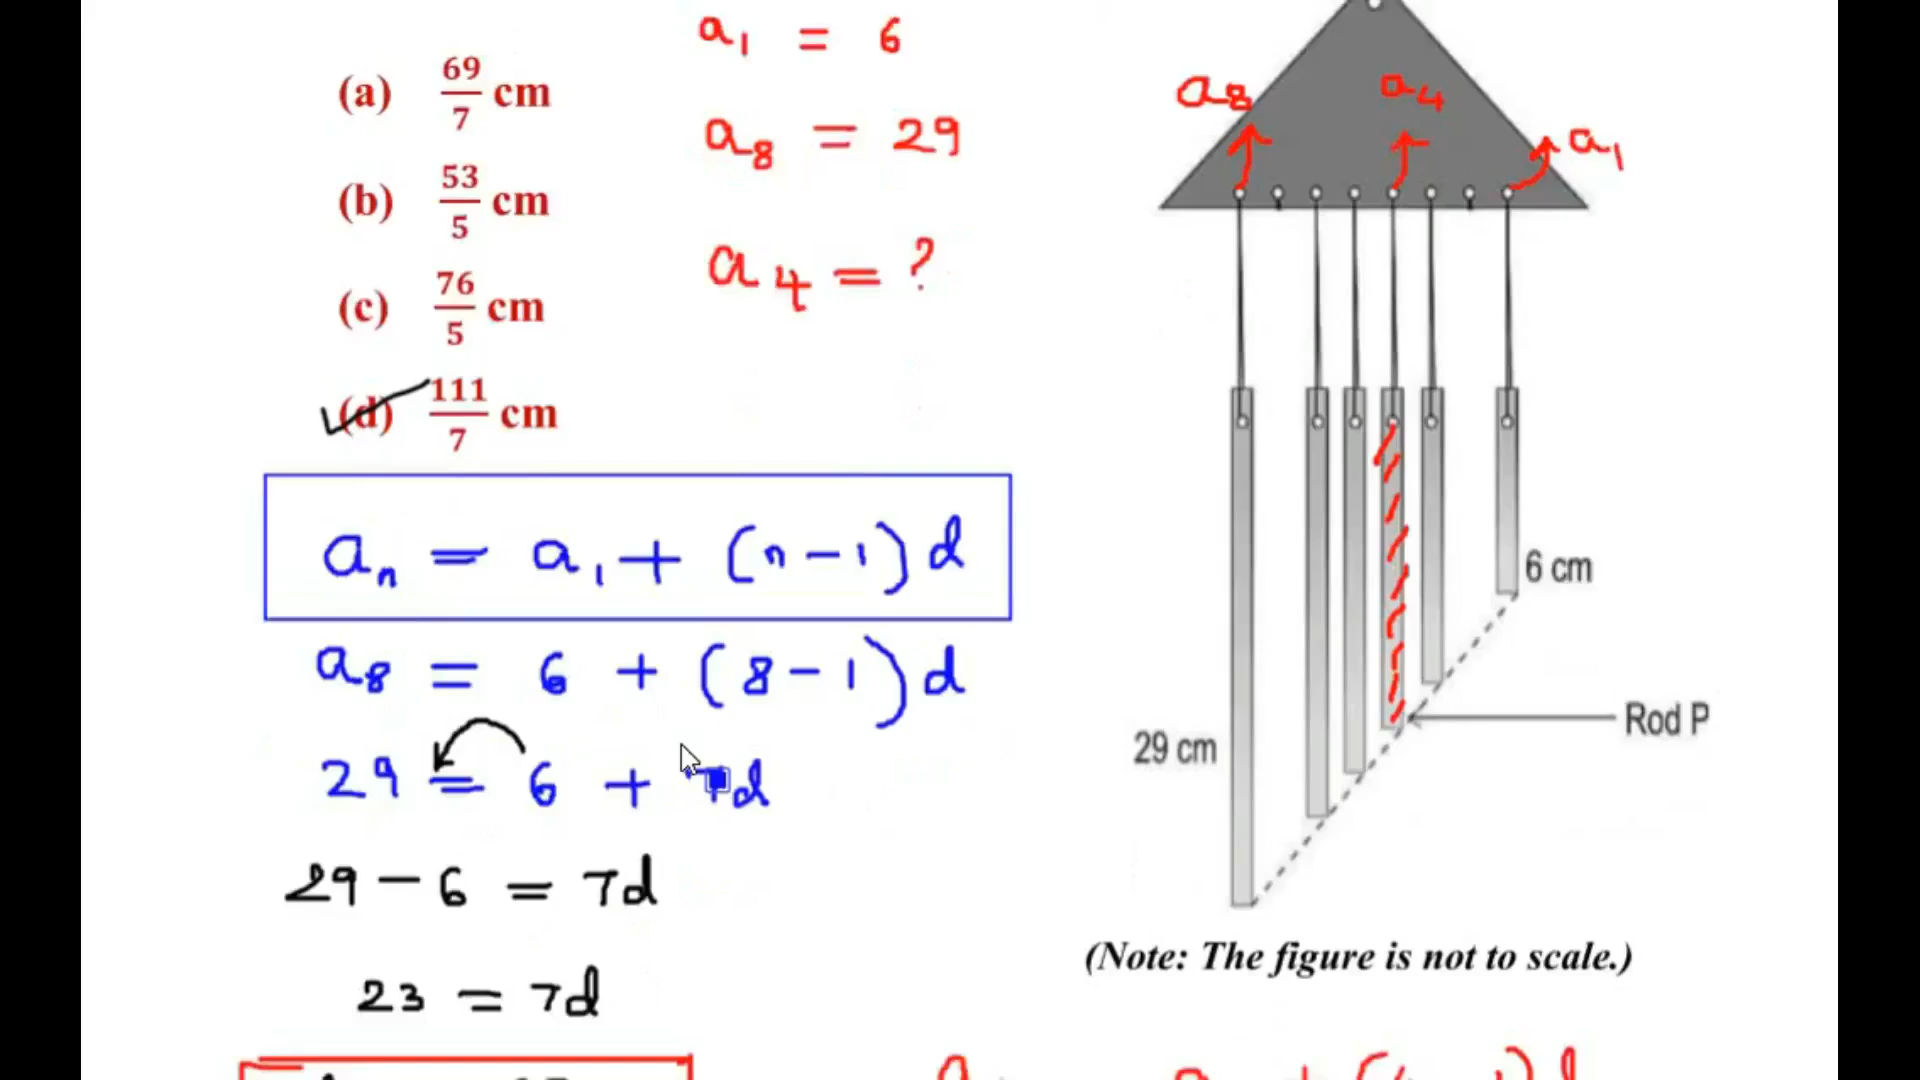 a₁ = 6
(a) 69/7 cm
a₈ = 29
(b) 53/5 cm
a₄ = ?
(c) 76/5 cm
(d) 111/7 cm
aₙ = a₁ + (n - 1) d
a₈ = 6 + (8 - 1) d
29 = 6 + 7d
29 - 6 = 7d
23 = 7d
a₈
a₄
a₁
6 cm
Rod P
29 cm
(Note: The figure is not to scale.)